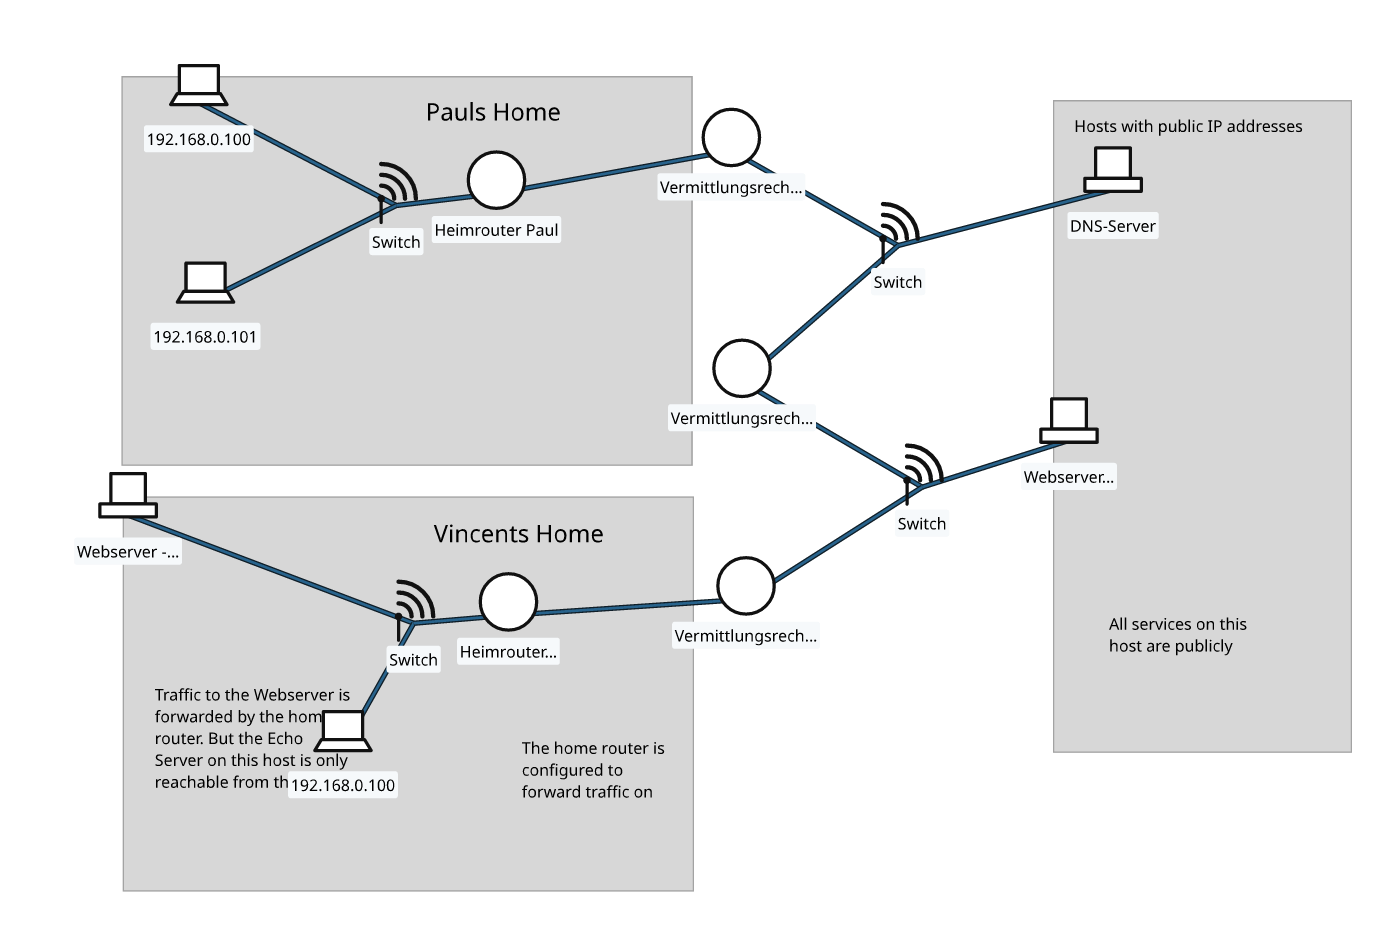 Pauls Home
192.168.0.100
Switch
Heimrouter Paul
192.168.0.101
Vermittlungsrech...
Switch
Hosts with public IP addresses
DNS-Server
Vermittlungsrech...
Webserver...
Switch
All services on this
host are publicly
Vincents Home
Webserver -...
Switch
Heimrouter...
Vermittlungsrech...
Traffic to the Webserver is
forwarded by the hom
router. But the Echo
Server on this host is only
reachable from th
192.168.0.100
The home router is
configured to
forward traffic on